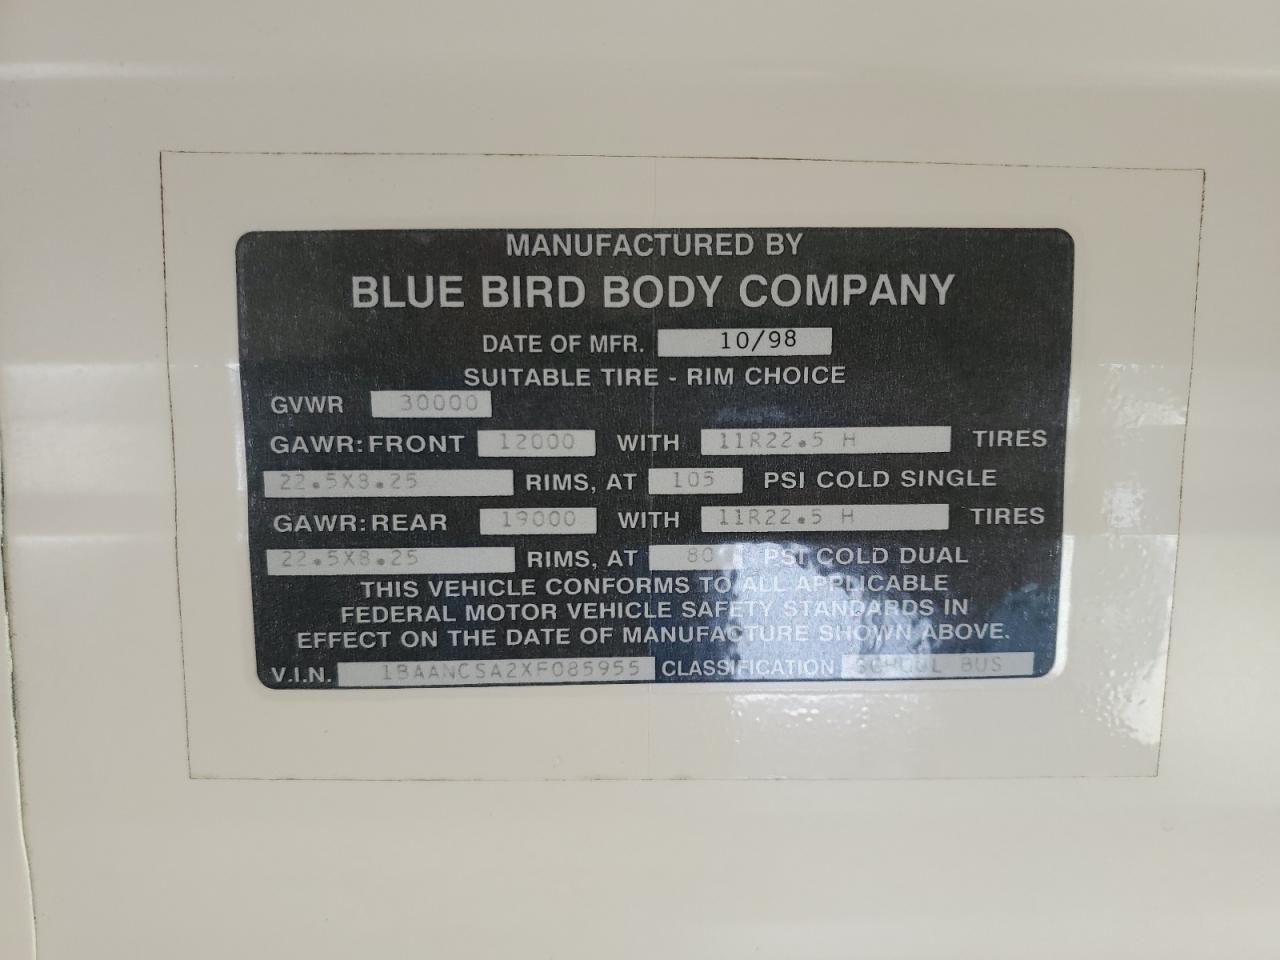 MANUFACTURED BY
BLUE BIRD BODY COMPANY
DATE OF MFR. 10/98
SUITABLE TIRE - RIM CHOICE
GVWR 30000
GAWR: FRONT 12000 WITH 11R22.5 H TIRES
22.5X8.25 RIMS, AT 105 PSI COLD SINGLE
GAWR: REAR 19000 WITH 11R22.5 H TIRES
22.5X8.25 RIMS, AT 80 PSI COLD DUAL
THIS VEHICLE CONFORMS TO ALL APPLICABLE
FEDERAL MOTOR VEHICLE SAFETY STANDARDS IN
EFFECT ON THE DATE OF MANUFACTURE SHOWN ABOVE.
V.I.N. 1BAANCSA2XF085955 CLASSIFICATION SCHOOL BUS